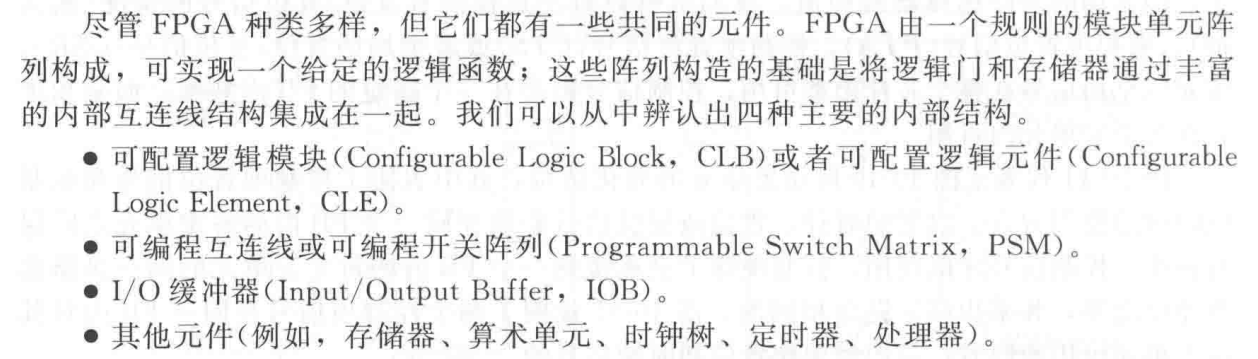 尽管 FPGA 种类多样，但它们都有一些共同的元件。FPGA 由一个规则的模块单元阵
列构成，可实现一个给定的逻辑函数；这些阵列构造的基础是将逻辑门和存储器通过丰富
的内部互连线结构集成在一起。我们可以从中辨认出四种主要的内部结构。
● 可配置逻辑模块(Configurable Logic Block，CLB)或者可配置逻辑元件(Configurable
Logic Element，CLE)。
● 可编程互连线或可编程开关阵列(Programmable Switch Matrix，PSM)。
● I/O 缓冲器(Input/Output Buffer，IOB)。
● 其他元件(例如，存储器、算术单元、时钟树、定时器、处理器)。